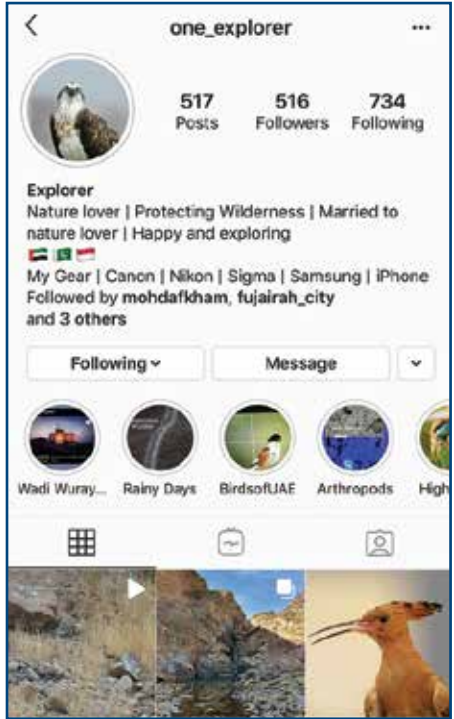 one_explorer
517 516 734
Posts Followers Following
Explorer
Nature lover | Protecting Wilderness | Married to
nature lover | Happy and exploring
My Gear | Canon | Nikon | Sigma | Samsung | iPhone
Followed by mohdafkham, fujairah_city
and 3 others
Following Message
Wadi Wuray... Rainy Days BirdsofUAE Arthropods High